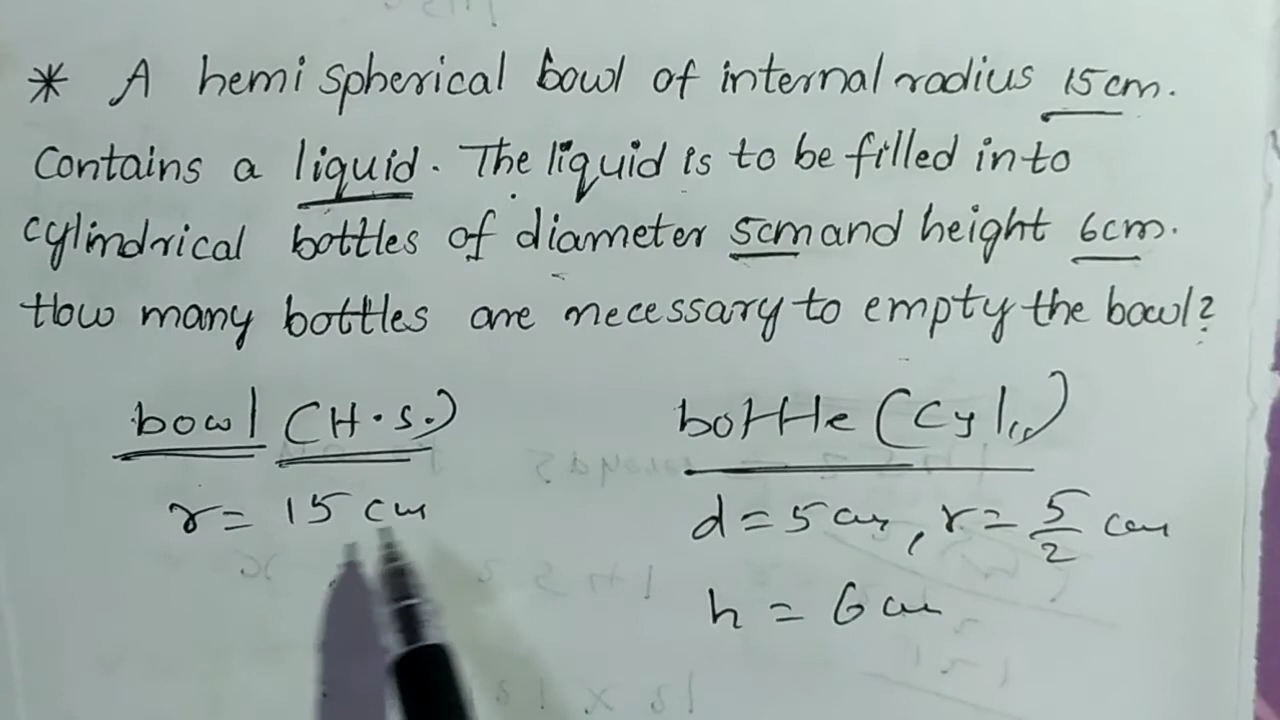 * A hemi spherical bowl of internal radius 15cm.
Contains a liquid. The liquid is to be filled into
cylindrical bottles of diameter 5cm and height 6cm.
How many bottles are necessary to empty the bowl?
bowl (H.S.)
r = 15 cm
bottle (Cyl,,)
d = 5 cm, r = 5/2 cm
h = 6 cm